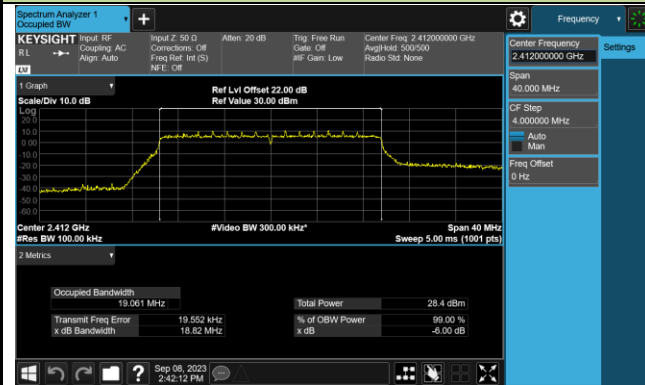 Spectrum Analyzer 1
Occupied BW
Frequency
KEYSIGHT
RL
LXI
Input: RF
Coupling: AC
Align: Auto
Input Z: 50 Ω
Corrections: Off
Freq Ref: Int (S)
NFE: Off
Atten: 20 dB
Trig: Free Run
Gate: Off
#IF Gain: Low
Center Freq: 2.412000000 GHz
Avg|Hold: 500/500
Radio Std: None
Center Frequency
2.412000000 GHz
Settings
Span
40.000 MHz
CF Step
4.000000 MHz
Auto
Man
Freq Offset
0 Hz
1 Graph
Scale/Div 10.0 dB
Ref Lvl Offset 22.00 dB
Ref Value 30.00 dBm
Log
20.0
10.0
0.00
-10.0
-20.0
-30.0
-40.0
-50.0
-60.0
Center 2.412 GHz
#Res BW 100.00 kHz
#Video BW 300.00 kHz*
Span 40 MHz
Sweep 5.00 ms (1001 pts)
2 Metrics
Occupied Bandwidth
19.061 MHz
Total Power 28.4 dBm
Transmit Freq Error 19.552 kHz
% of OBW Power 99.00 %
x dB Bandwidth 18.82 MHz
x dB -6.00 dB
?
Sep 08, 2023
2:42:12 PM